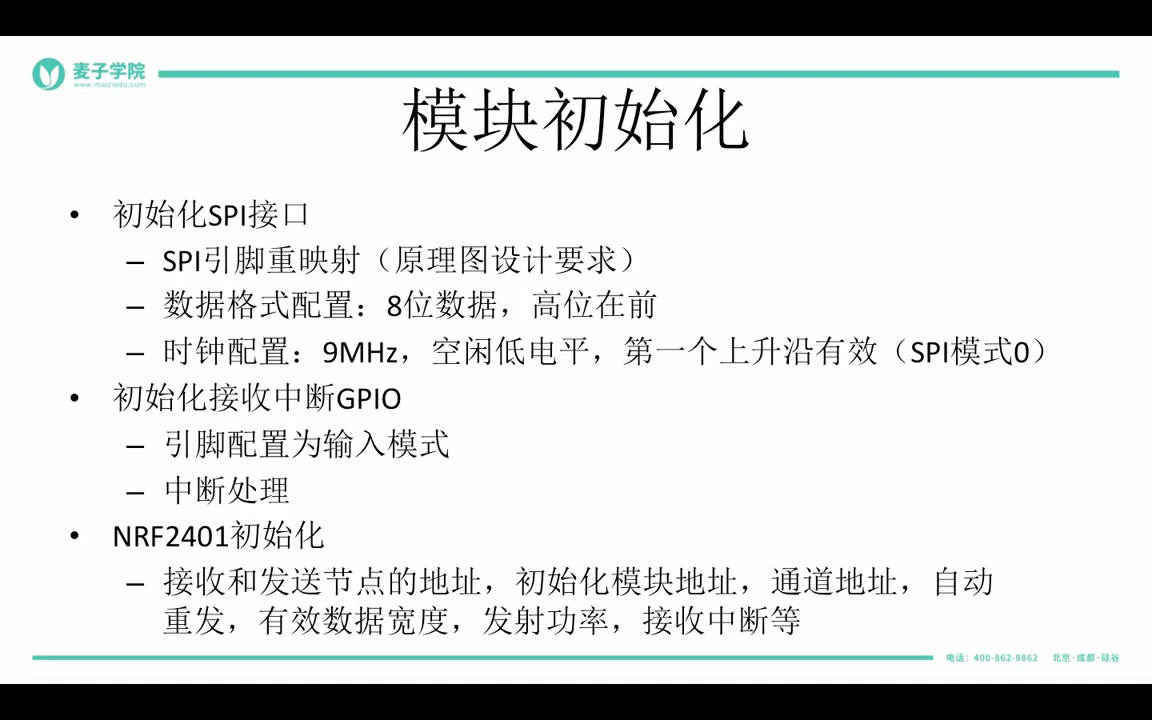 麦子学院
www.maiziedu.com
模块初始化
• 初始化SPI接口
– SPI引脚重映射（原理图设计要求）
– 数据格式配置：8位数据，高位在前
– 时钟配置：9MHz，空闲低电平，第一个上升沿有效（SPI模式0）
• 初始化接收中断GPIO
– 引脚配置为输入模式
– 中断处理
• NRF2401初始化
– 接收和发送节点的地址，初始化模块地址，通道地址，自动
重发，有效数据宽度，发射功率，接收中断等
电话：400-862-8862 北京·成都·硅谷